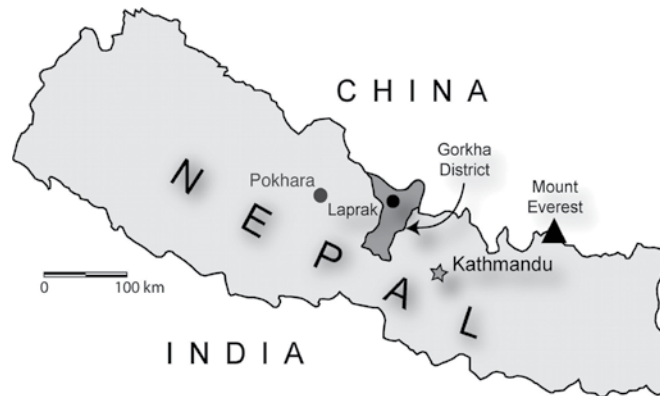 CHINA
Gorkha
District
Mount
Everest
Pokhara
Laprak
NEPAL
Kathmandu
0 100 km
INDIA